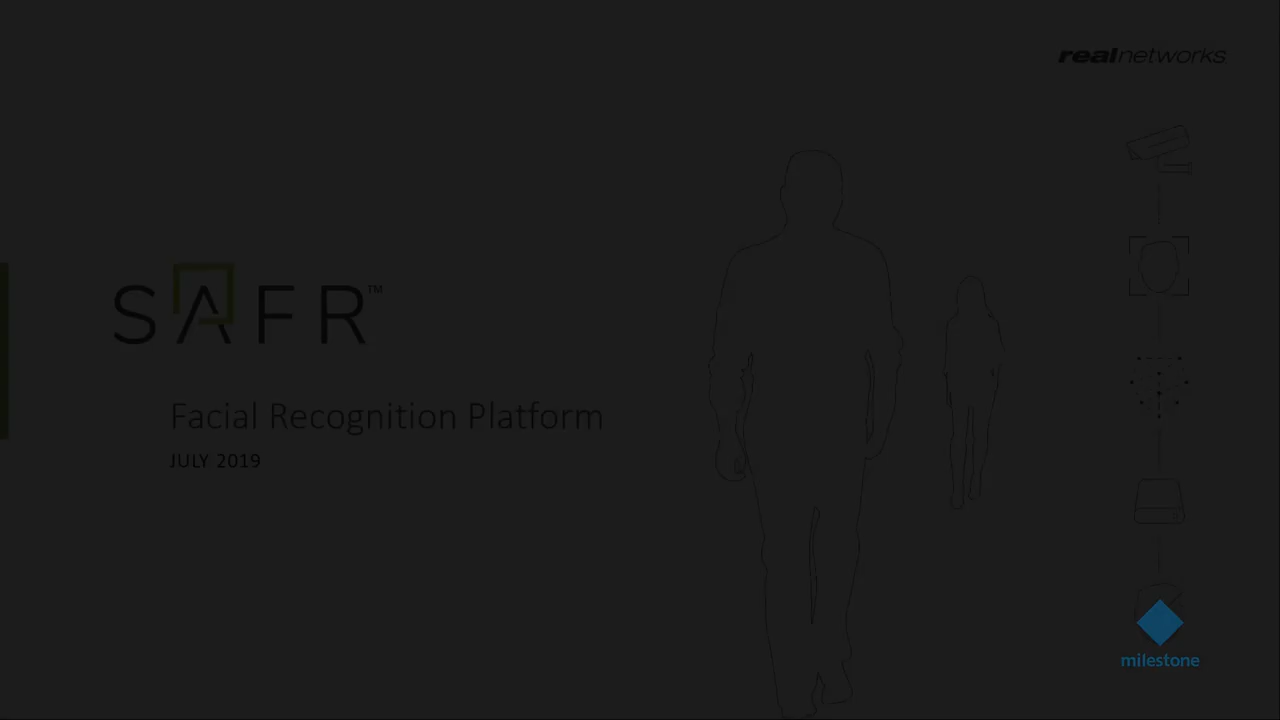 realnetworks
SAFR™
Facial Recognition Platform
JULY 2019
milestone